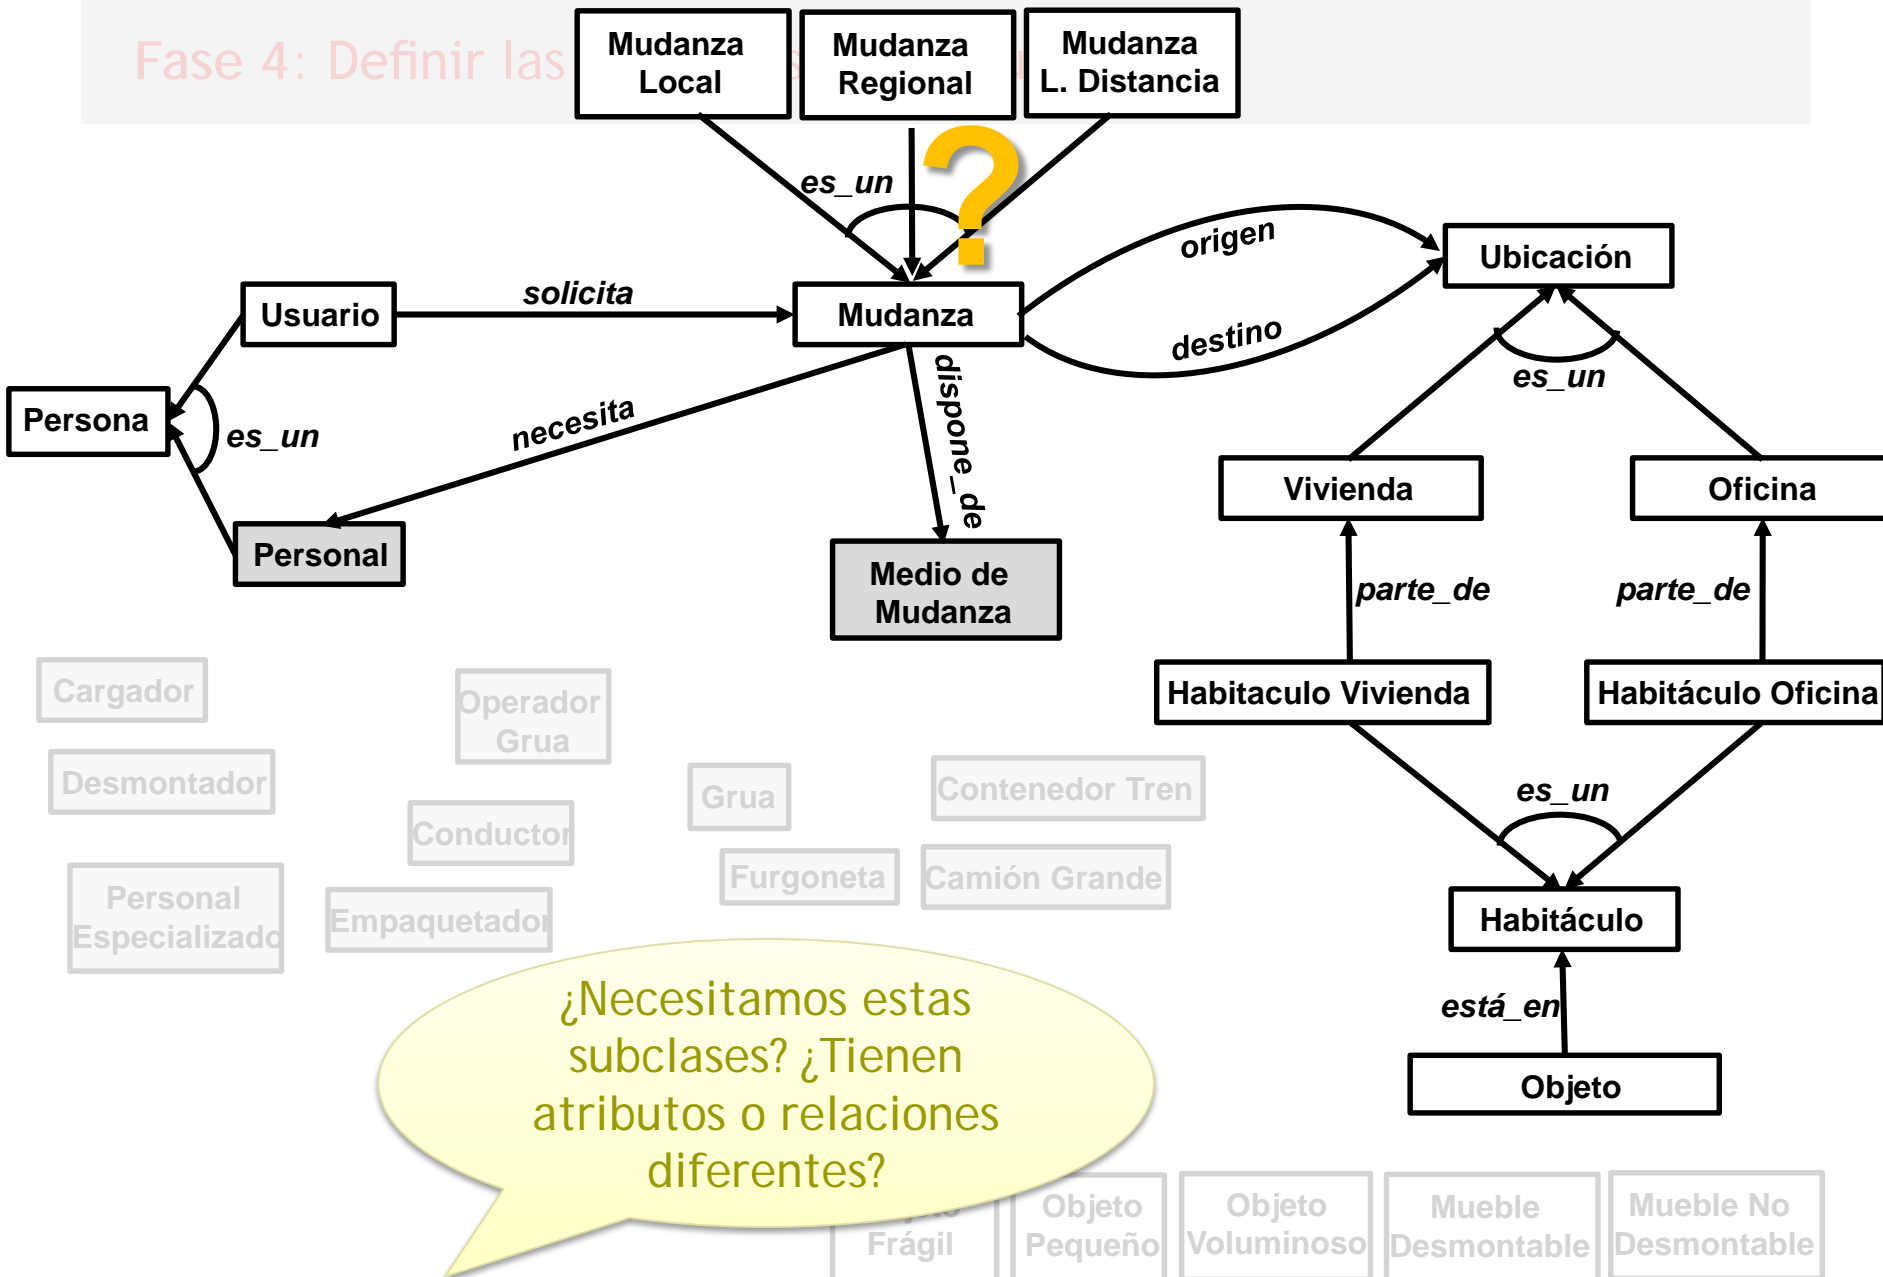 Fase 4: Definir las
Mudanza
Local
Mudanza
Regional
Mudanza
L. Distancia
es_un
?
origen
Ubicación
Usuario
solicita
Mudanza
destino
es_un
Persona
es_un
necesita
dispone_de
Vivienda
Oficina
Personal
Medio de
Mudanza
parte_de
parte_de
Cargador
Operador
Grua
Habitaculo Vivienda
Habitáculo Oficina
Desmontador
Grua
Contenedor Tren
es_un
Conductor
Furgoneta
Camión Grande
Personal
Especializado
Empaquetador
Habitáculo
¿Necesitamos estas
subclases? ¿Tienen
atributos o relaciones
diferentes?
está_en
Objeto
Frágil
Objeto
Pequeño
Objeto
Voluminoso
Mueble
Desmontable
Mueble No
Desmontable